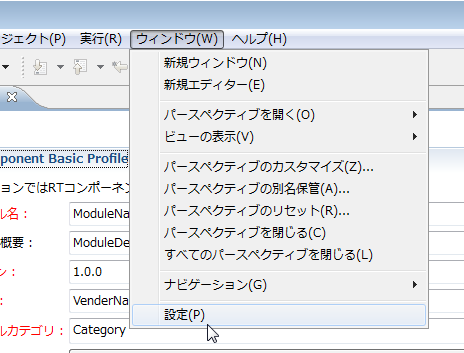 ジェクト(P) 実行(R) ウィンドウ(W) ヘルプ(H)
新規ウィンドウ(N)
新規エディター(E)
パースペクティブを開く(O)
ビューの表示(V)
パースペクティブのカスタマイズ(Z)...
パースペクティブの別名保管(A)...
パースペクティブのリセット(R)...
パースペクティブを閉じる(C)
すべてのパースペクティブを閉じる(L)
ナビゲーション(G)
設定(P)
ponent Basic Profile
ョンではRTコンポーネン
ル名： ModuleNa
概要： ModuleDe
ン： 1.0.0
： VenderNa
ルカテゴリ： Category